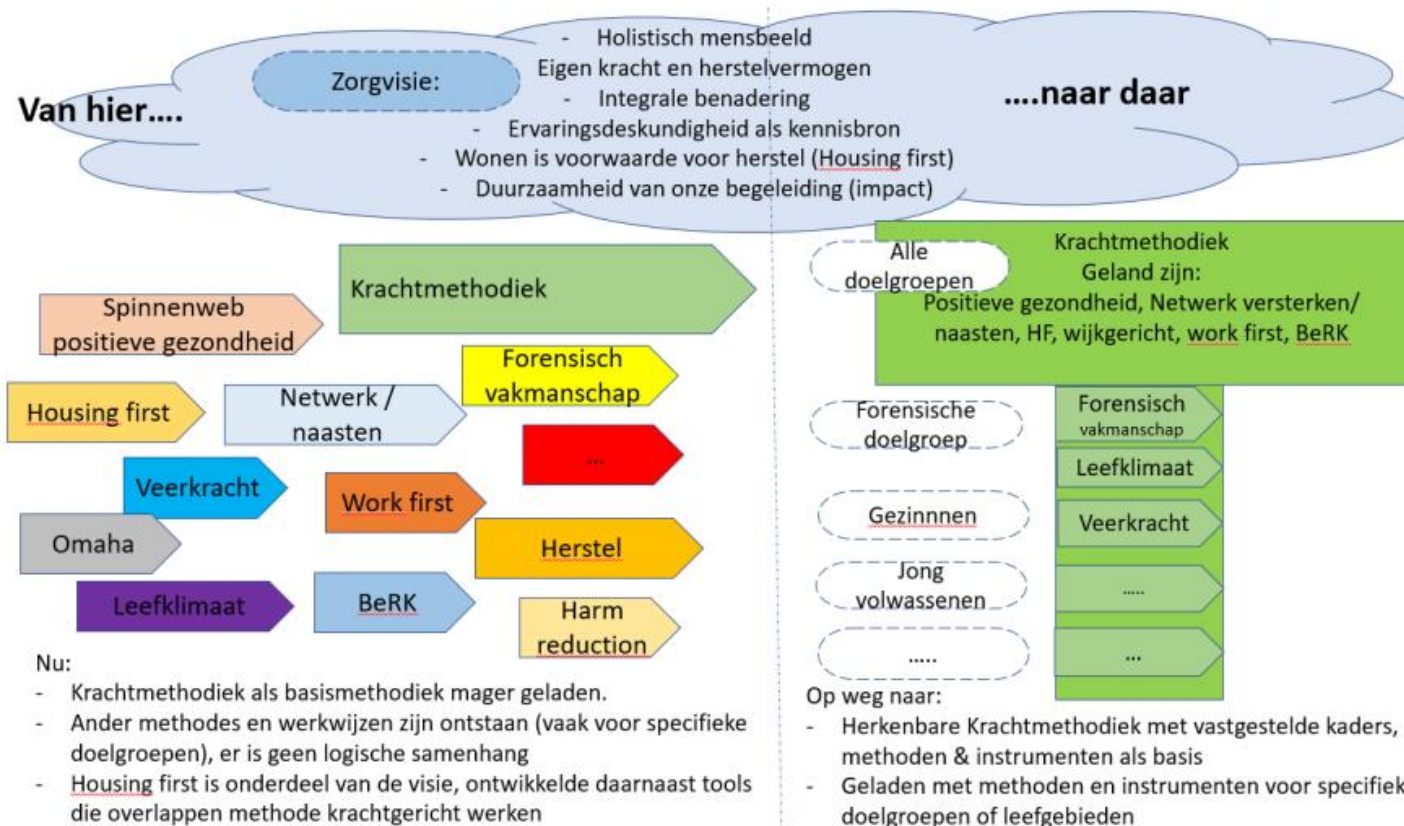 Van hier….
Zorgvisie:
- Holistisch mensbeeld
Eigen kracht en herstelvermogen
- Integrale benadering
- Ervaringsdeskundigheid als kennisbron
- Wonen is voorwaarde voor herstel (Housing first)
- Duurzaamheid van onze begeleiding (impact)
….naar daar
Krachtmethodiek
Spinnenweb
positieve gezondheid
Forensisch
vakmanschap
Housing first
Netwerk /
naasten
...
Veerkracht
Work first
Omaha
Herstel
Leefklimaat
BeRK
Harm
reduction
Nu:
- Krachtmethodiek als basismethodiek mager geladen.
- Ander methodes en werkwijzen zijn ontstaan (vaak voor specifieke
doelgroepen), er is geen logische samenhang
- Housing first is onderdeel van de visie, ontwikkelde daarnaast tools
die overlappen methode krachtgericht werken
Alle
doelgroepen
Krachtmethodiek
Geland zijn:
Positieve gezondheid, Netwerk versterken/
naasten, HF, wijkgericht, work first, BeRK
Forensische
doelgroep
Forensisch
vakmanschap
Leefklimaat
Gezinnnen
Veerkracht
Jong
volwassenen
.....
.....
...
Op weg naar:
- Herkenbare Krachtmethodiek met vastgestelde kaders,
methoden & instrumenten als basis
- Geladen met methoden en instrumenten voor specifiek
doelgroepen of leefgebieden